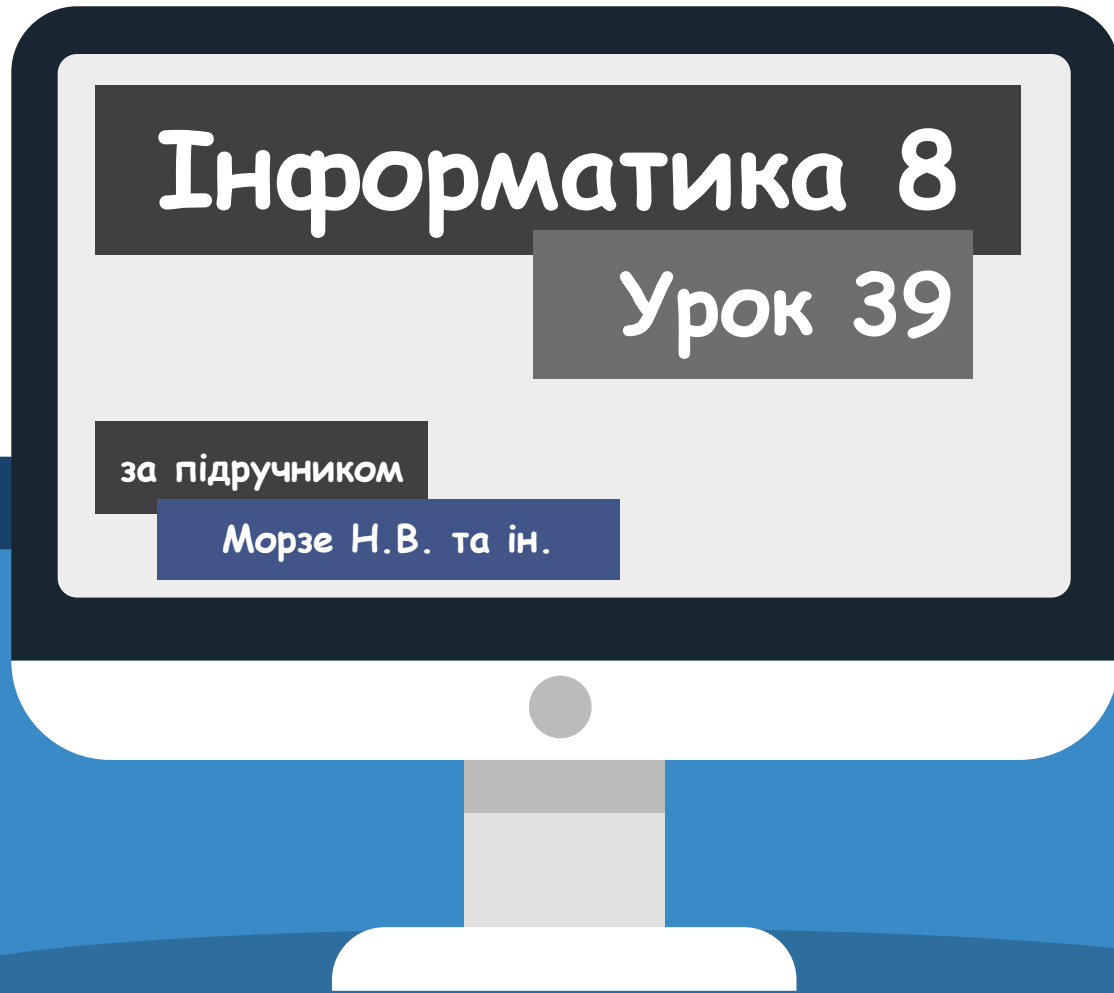 Інформатика 8
Урок 39
за підручником
Морзе Н.В. та ін.